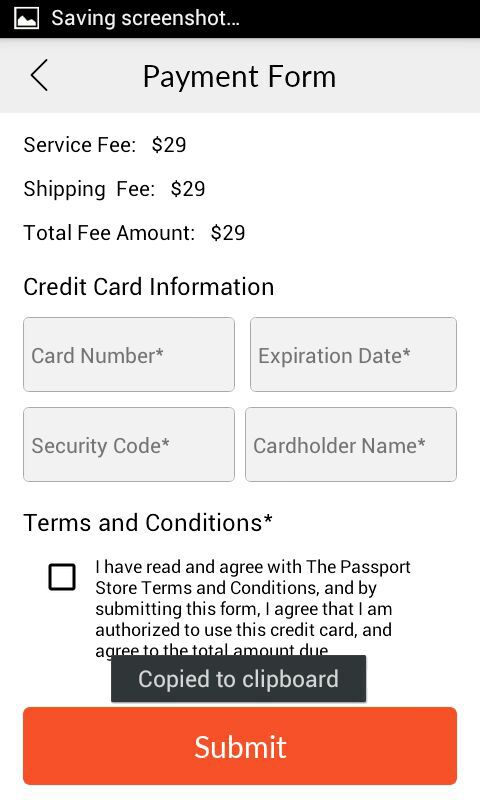 Saving screenshot...
Payment Form
Service Fee: $29
Shipping Fee: $29
Total Fee Amount: $29
Credit Card Information
Card Number* Expiration Date*
Security Code* Cardholder Name*
Terms and Conditions*
I have read and agree with The Passport
Store Terms and Conditions, and by
submitting this form, I agree that I am
authorized to use this credit card, and
agree to the total amount due
Copied to clipboard
Submit